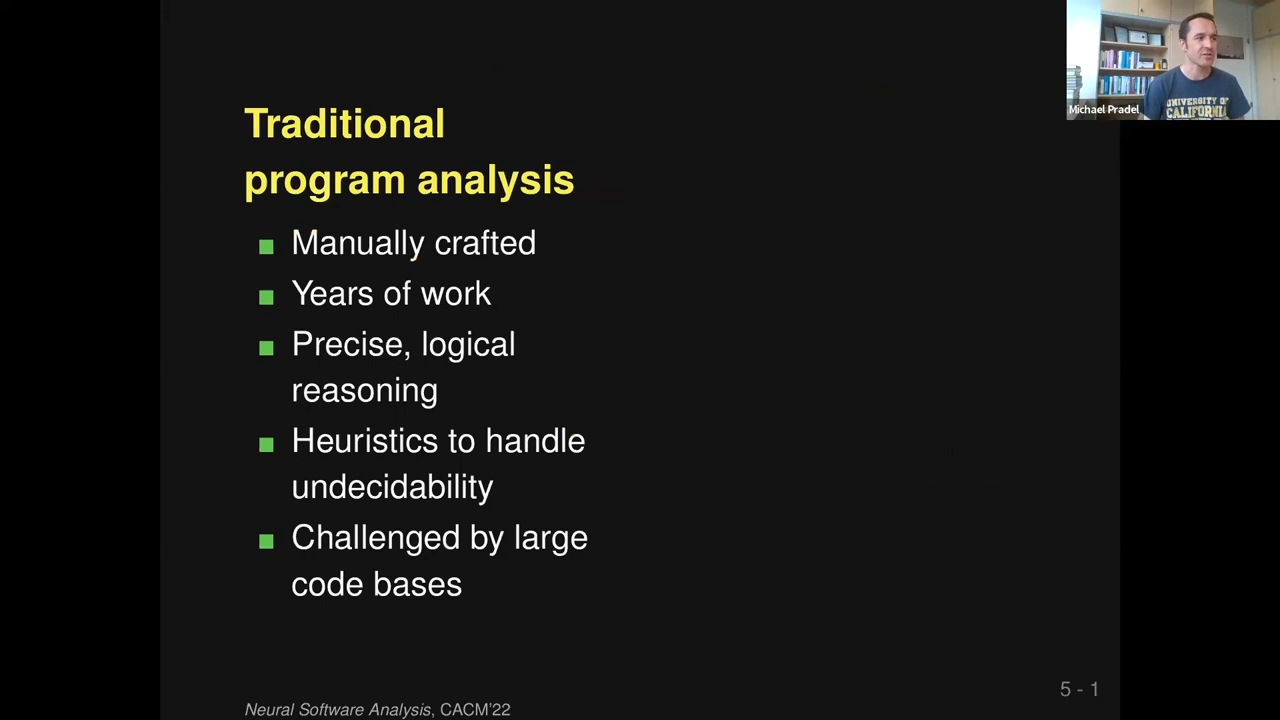 Traditional
program analysis
Manually crafted
Years of work
Precise, logical
reasoning
Heuristics to handle
undecidability
Challenged by large
code bases
Neural Software Analysis, CACM'22
5 - 1
Michael Pradel
UNIVERSITY OF
CALIFORNIA